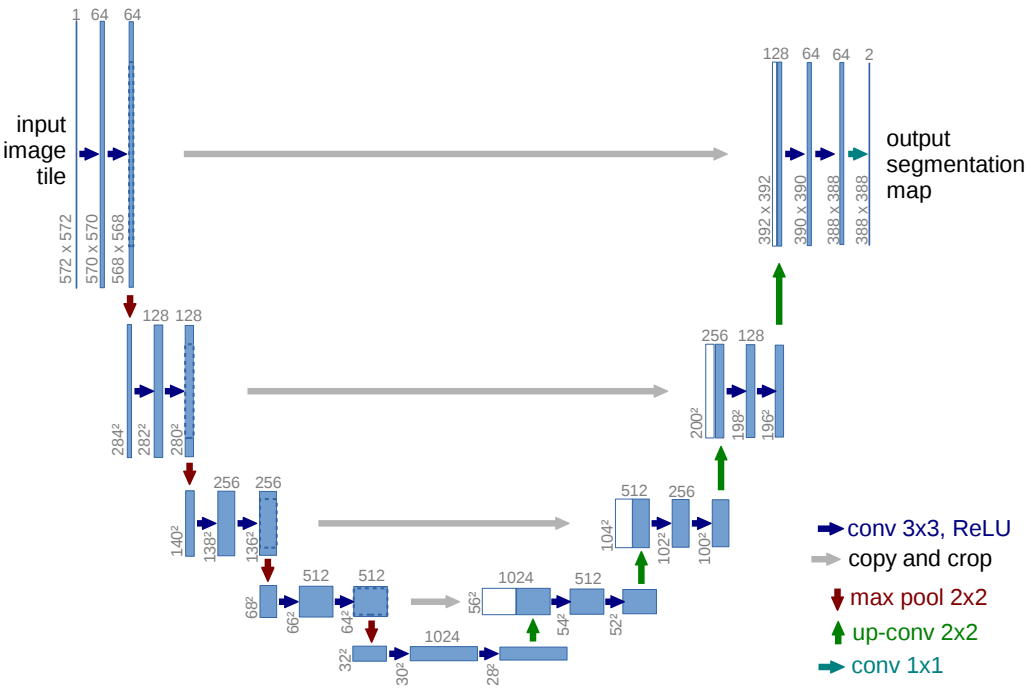 1 64 64
128 64 64 2
input
image
tile
output
segmentation
map
572 x 572
570 x 570
568 x 568
392 x 392
390 x 390
388 x 388
388 x 388
128 128
256 128
284²
282²
280²
200²
198²
196²
256 256
512 256
140²
138²
136²
104²
102²
100²
512 512
1024 512
68²
66²
64²
56²
54²
52²
1024
32²
30²
28²
conv 3x3, ReLU
copy and crop
max pool 2x2
up-conv 2x2
conv 1x1